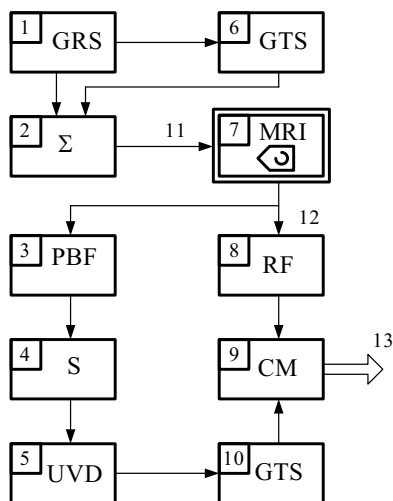 1 GRS
6 GTS
2 Σ
11
7 MRI
12
3 PBF
8 RF
4 S
9 CM
13
5 UVD
10 GTS